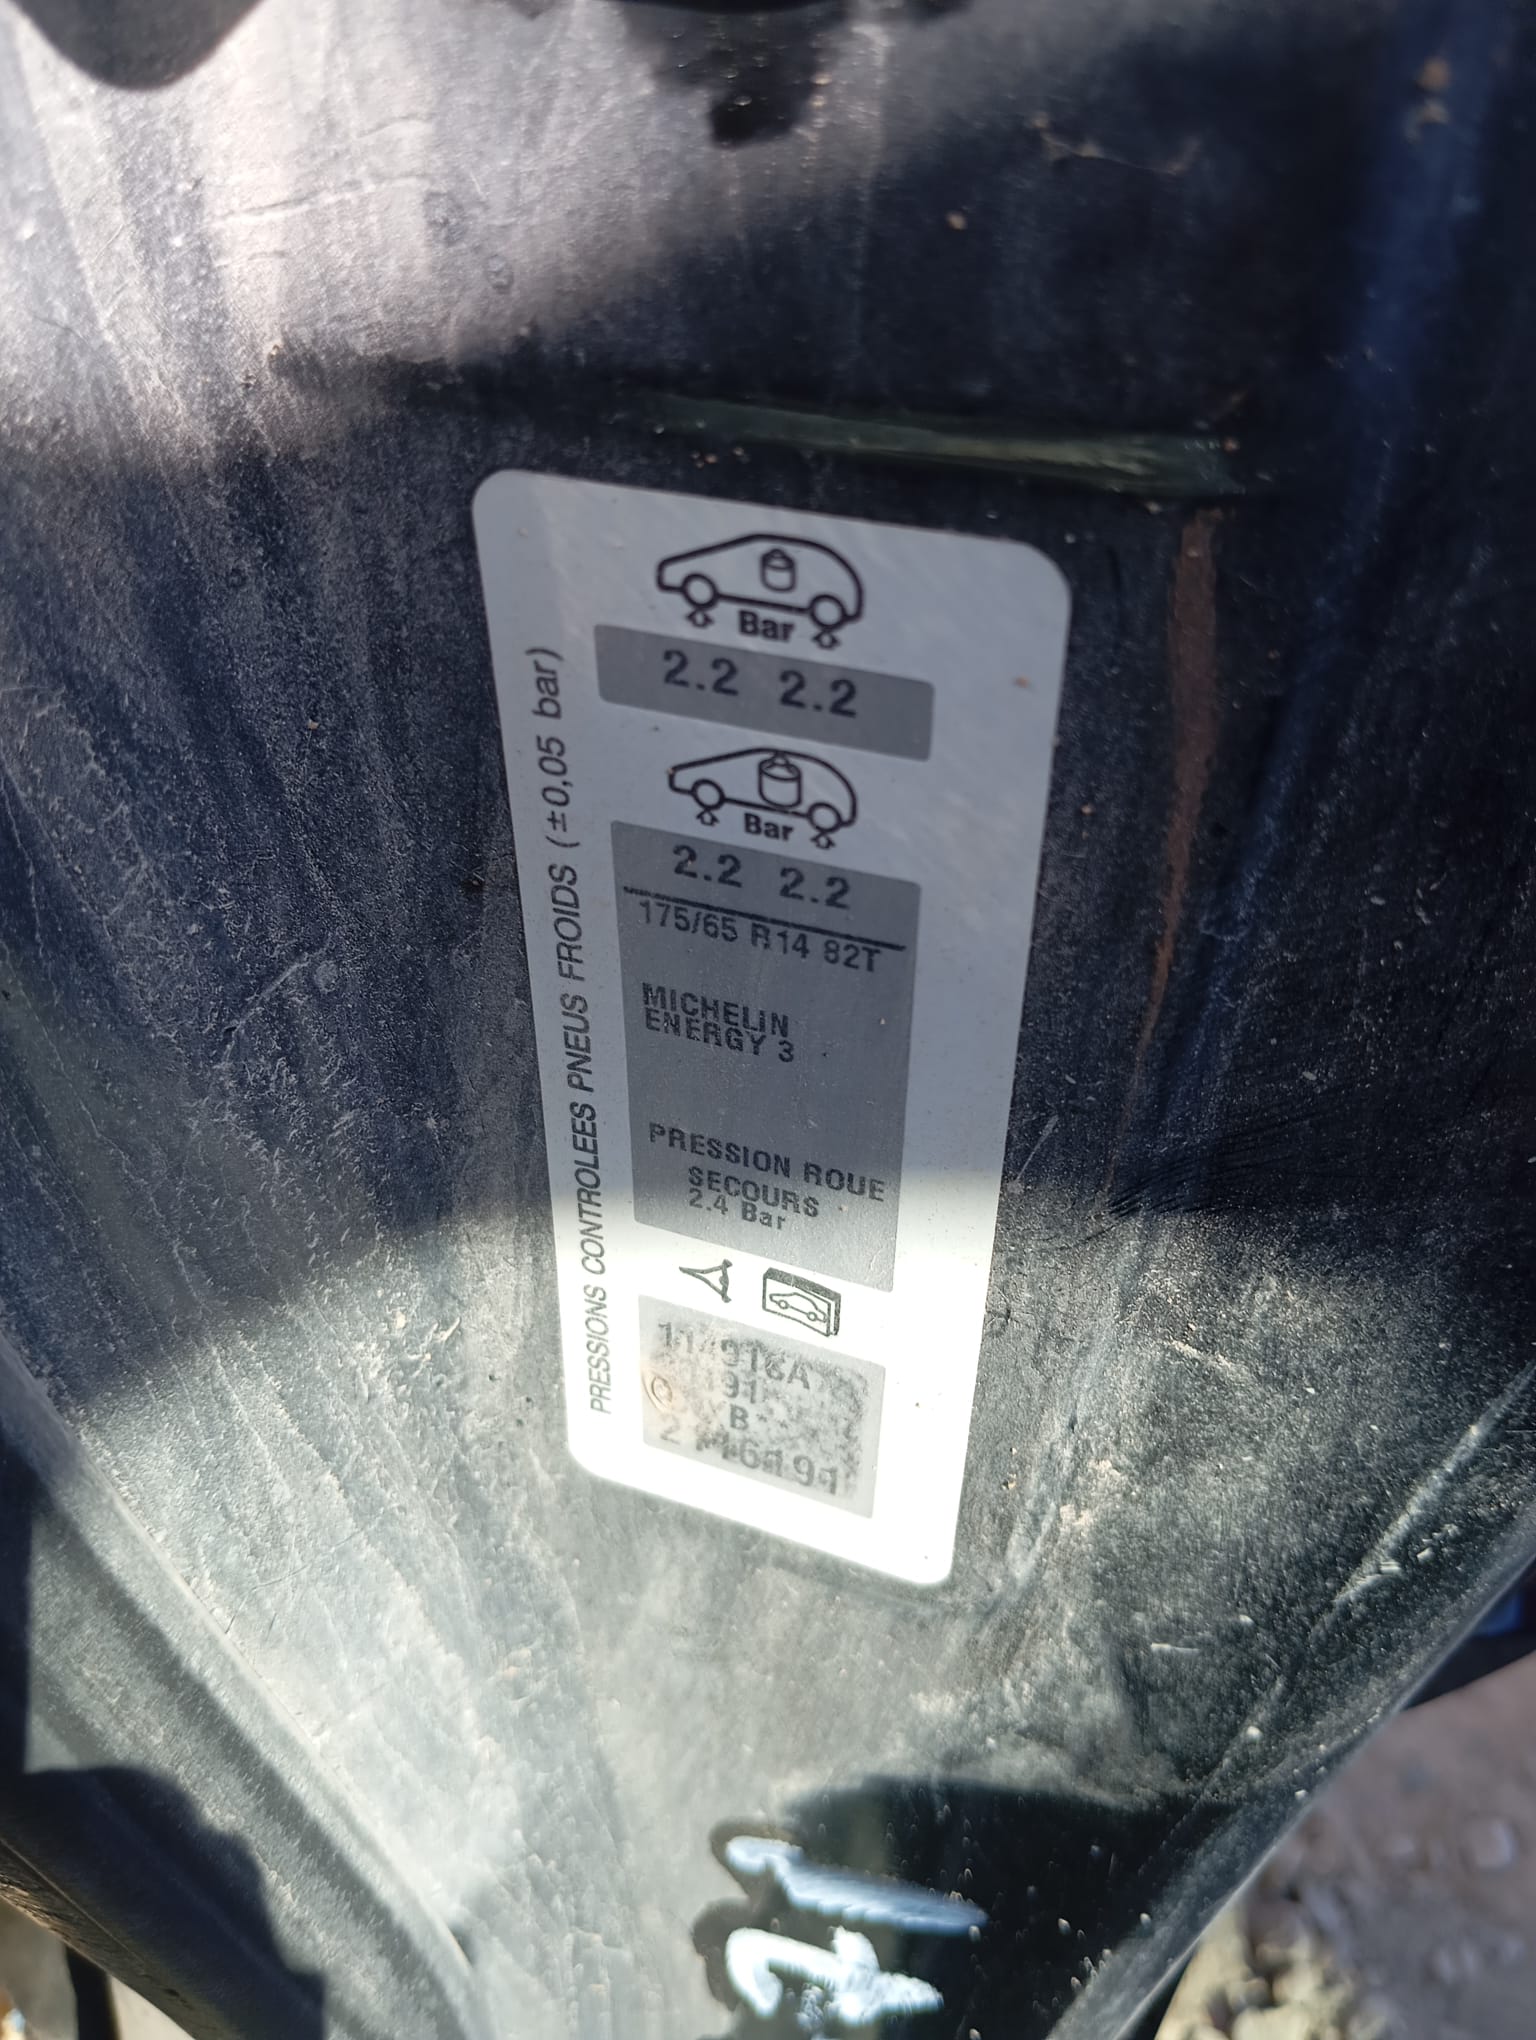 Bar
2.2 2.2
Bar
2.2 2.2
175/65 R14 82T
MICHELIN
ENERGY 3
PRESSION ROUE
SECOURS
2.4 Bar
91
B
PRESSIONS CONTROLEES PNEUS FROIDS (±0,05 bar)